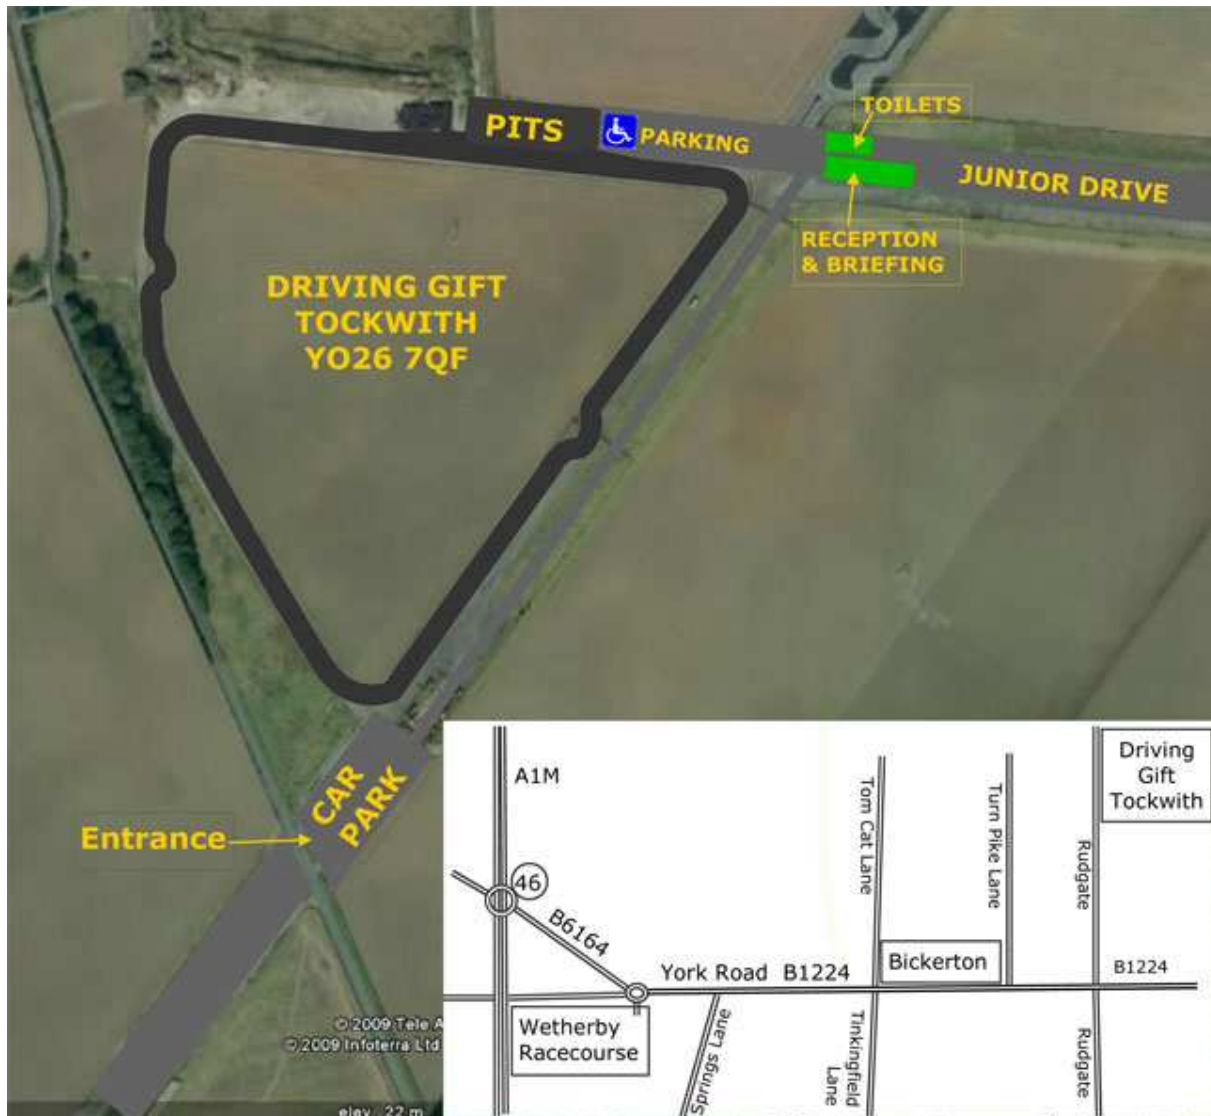 TOILETS
PITS
PARKING
JUNIOR DRIVE
RECEPTION
& BRIEFING
DRIVING GIFT
TOCKWITH
YO26 7QF
CAR
PARK
Entrance
© 2009 Tele A
© 2009 Infoterra Ltd
elev 22 m
A1M
Driving
Gift
Tockwith
Tom Cat Lane
Turn Pike Lane
Rudgate
46
B6164
York Road B1224
Bickerton
B1224
Wetherby
Racecourse
Springs Lane
Tinkingfield
Lane
Rudgate